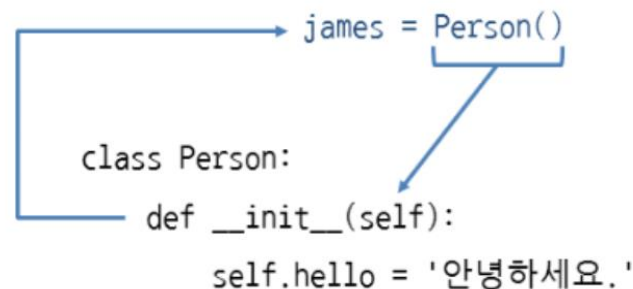 james = Person()
class Person:
def __init__(self):
self.hello = '안녕하세요.'